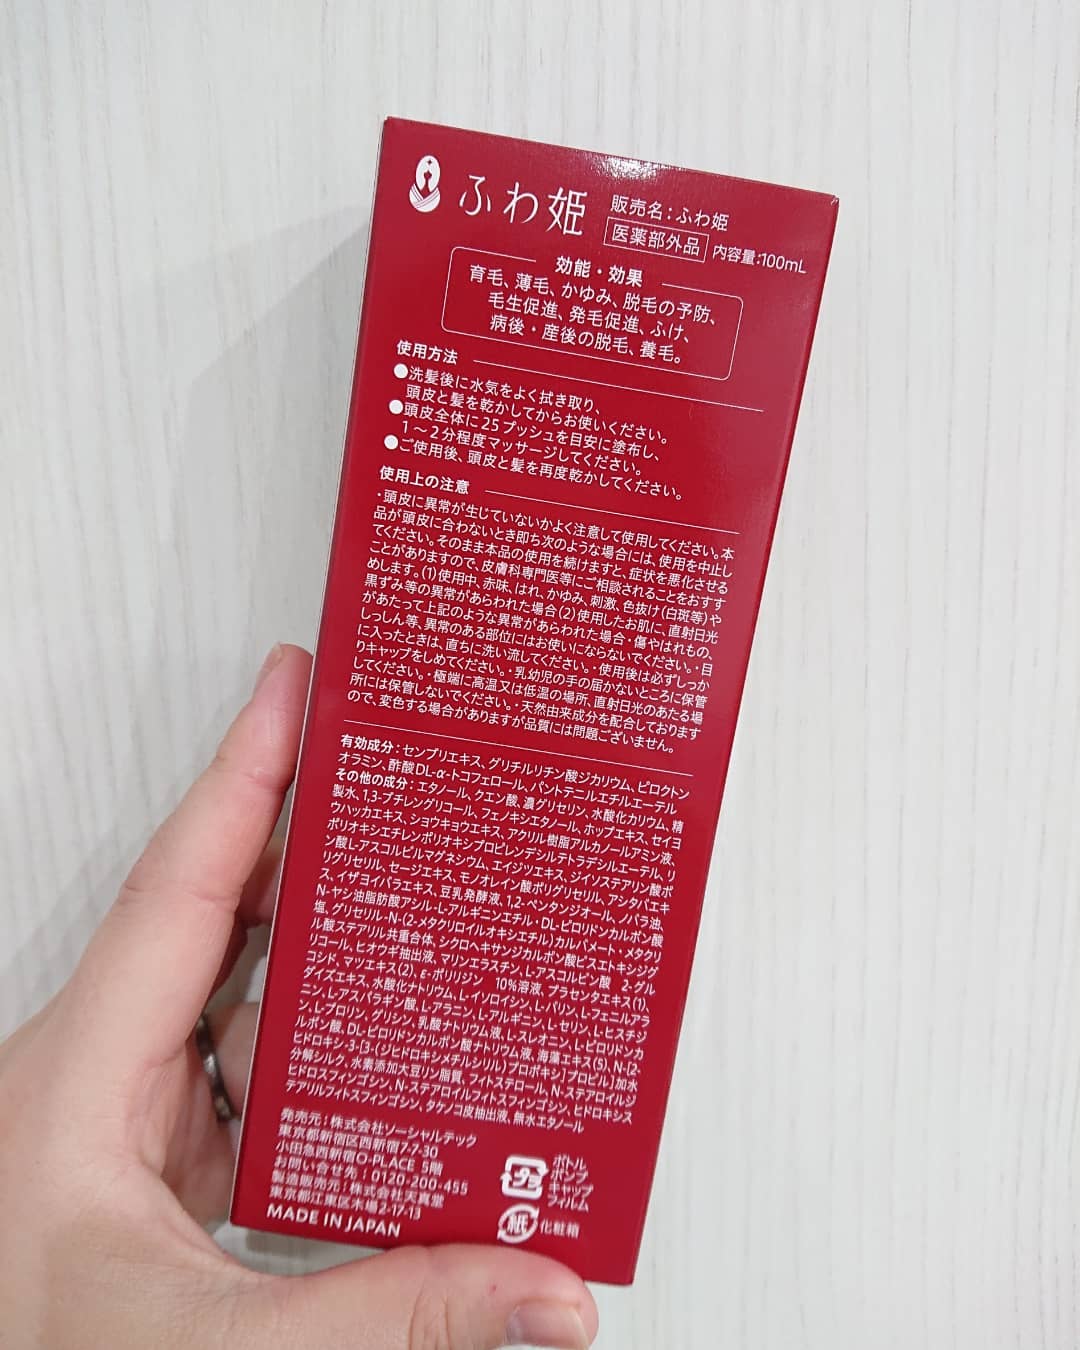 ふわ姫
販売名：ふわ姫
医薬部外品 内容量:100mL
効能・効果
育毛、薄毛、かゆみ、脱毛の予防、
毛生促進、発毛促進、ふけ、
病後・産後の脱毛、養毛。
使用方法
●洗髪後に水気をよく拭き取り、
頭皮と髪を乾かしてからお使いください。
●頭皮全体に25プッシュを目安に塗布し、
1～2分程度マッサージしてください。
●ご使用後、頭皮と髪を再度乾かしてください。
使用上の注意
・頭皮に異常が生じていないかよく注意して使用してください。本
品が頭皮に合わないとき即ち次のような場合には、使用を中止し
てください。そのまま本品の使用を続けますと、症状を悪化させる
ことがありますので、皮膚科専門医等にご相談されることをおすす
めします。(1)使用中、赤味、はれ、かゆみ、刺激、色抜け(白斑等)や
黒ずみ等の異常があらわれた場合(2)使用したお肌に、直射日光
があたって上記のような異常があらわれた場合・傷やはれもの、
しっしん等、異常のある部位にはお使いにならないでください。・目
に入ったときは、直ちに洗い流してください。・使用後は必ずしっか
りキャップをしめてください。・乳幼児の手の届かないところに保管
してください。・極端に高温又は低温の場所、直射日光のあたる場
所には保管しないでください。・天然由来成分を配合しております
ので、変色する場合がありますが品質には問題ございません。
有効成分：センブリエキス、グリチルリチン酸ジカリウム、ピロクトン
オラミン、酢酸DL-α-トコフェロール、パントテニルエチルエーテル
その他の成分：エタノール、クエン酸、濃グリセリン、水酸化カリウム、精
製水、1,3-ブチレングリコール、フェノキシエタノール、ホップエキス、セイヨ
ウハッカエキス、ショウキョウエキス、アクリル樹脂アルカノールアミン液、
ポリオキシエチレンポリオキシプロピレンデシルテトラデシルエーテル、リ
ン酸L-アスコルビルマグネシウム、エイジツエキス、ジイソステアリン酸ポ
リグリセリル、セージエキス、モノオレイン酸ポリグリセリル、アシタバエキ
ス、イザヨイバラエキス、豆乳発酵液、1,2-ペンタンジオール、ノバラ油、
N-ヤシ油脂肪酸アシル-L-アルギニンエチル・DL-ピロリドンカルボン酸
塩、グリセリル-N-(2-メタクリロイルオキシエチル)カルバメート・メタクリ
ル酸ステアリル共重合体、シクロヘキサンジカルボン酸ビスエトキシジグ
リコール、ヒオウギ抽出液、マリンエラスチン、L-アスコルビン酸 2-グル
コシド、マツエキス(2)、ε-ポリリジン 10%溶液、プラセンタエキス(1)、
ダイズエキス、水酸化ナトリウム、L-イソロイシン、L-バリン、L-フェニルアラ
ニン、L-アスパラギン酸、L-アラニン、L-アルギニン、L-セリン、L-ヒスチジ
ン、L-プロリン、グリシン、乳酸ナトリウム液、L-スレオニン、L-ピロリドンカ
ルボン酸、DL-ピロリドンカルボン酸ナトリウム液、海藻エキス(5)、N-[2-
ヒドロキシ-3-[3-(ジヒドロキシメチルシリル)プロポキシ]プロピル]加水
分解シルク、水素添加大豆リン脂質、フィトステロール、N-ステアロイルジ
ヒドロスフィンゴシン、N-ステアロイルフィトスフィンゴシン、ヒドロキシス
テアリルフィトスフィンゴシン、タケノコ皮抽出液、無水エタノール
発売元：株式会社ソーシャルテック
東京都新宿区西新宿7-7-30
小田急西新宿O-PLACE 5階
お問い合せ先：0120-200-455
製造販売元：株式会社天真堂
東京都江東区木場2-17-13
MADE IN JAPAN
プラ
ボトル
ポンプ
キャップ
フィルム
紙 化粧箱